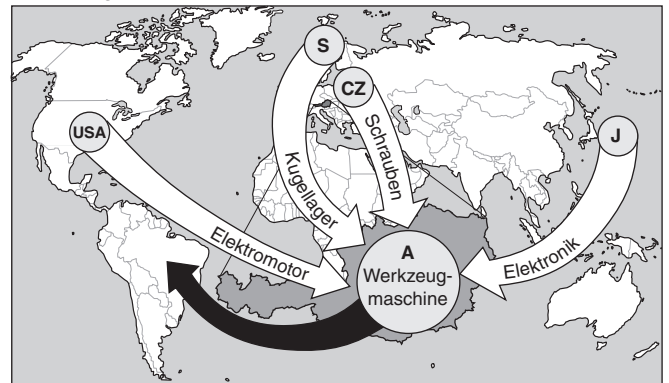 S
CZ
USA
J
Schrauben
Kugellager
Elektromotor
Elektronik
A
Werkzeug-
maschine